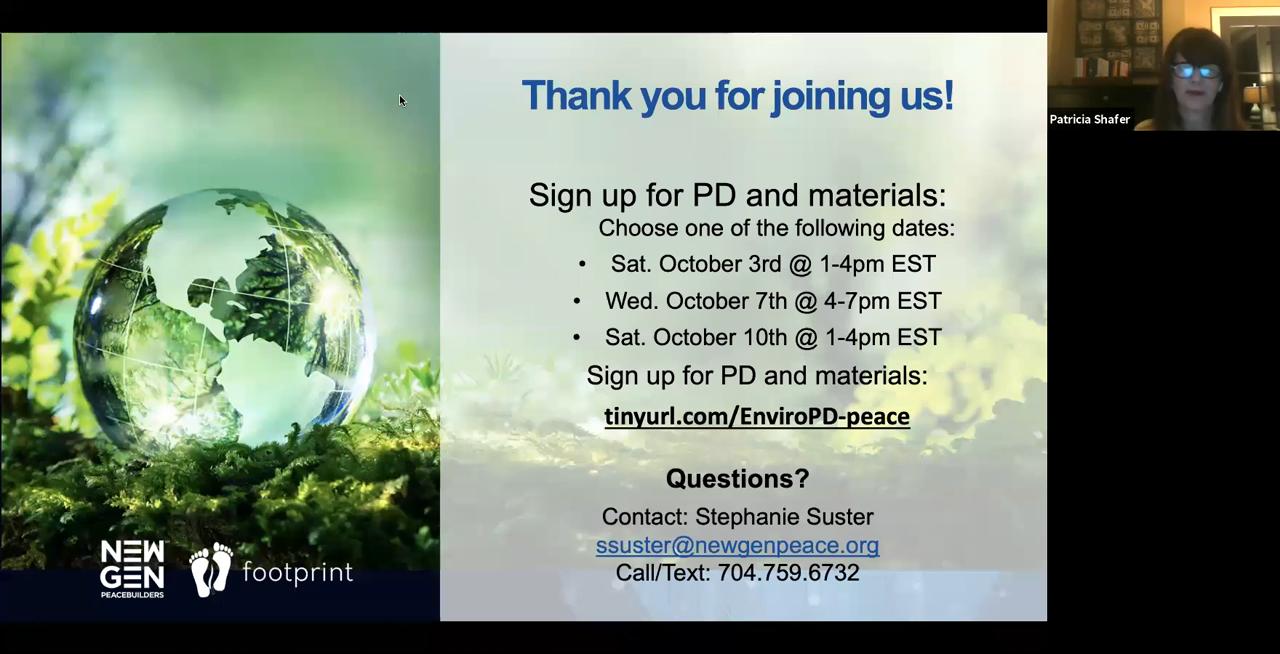 Thank you for joining us!
Sign up for PD and materials:
Choose one of the following dates:
• Sat. October 3rd @ 1-4pm EST
• Wed. October 7th @ 4-7pm EST
• Sat. October 10th @ 1-4pm EST
Sign up for PD and materials:
tinyurl.com/EnviroPD-peace
Questions?
Contact: Stephanie Suster
ssuster@newgenpeace.org
Call/Text: 704.759.6732
NEW
GEN
PEACEBUILDERS
footprint
Patricia Shafer